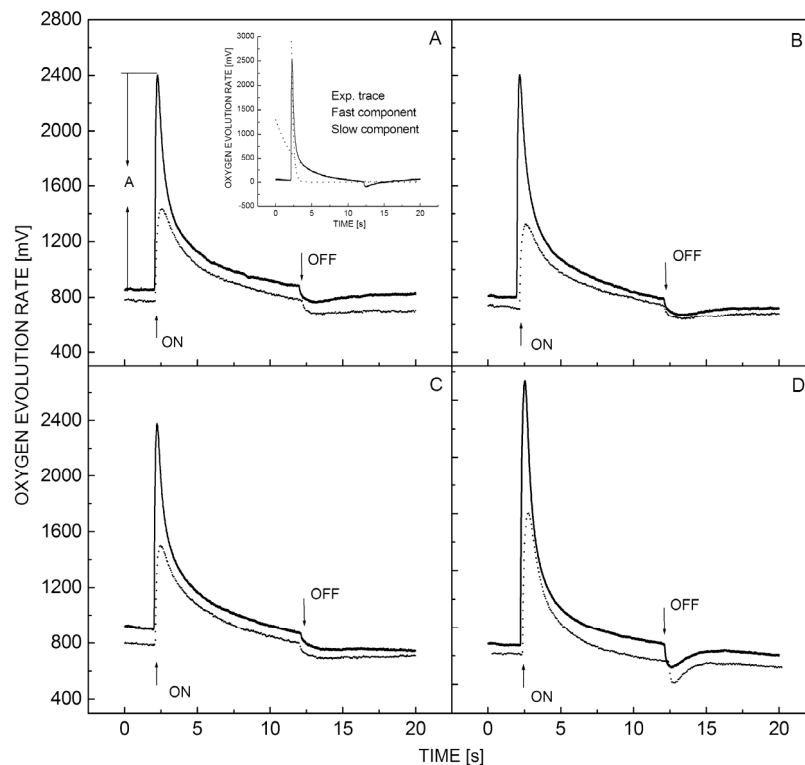 OXYGEN EVOLUTION RATE [mV]
2800
2400
2000
1600
1200
800
400
A
A
ON
OFF
OXYGEN EVOLUTION RATE [mV]
3000
2500
2000
1500
1000
500
0
-500
Exp. trace
Fast component
Slow component
0 5 10 15 20
TIME [s]
B
ON
OFF
C
2400
2000
1600
1200
800
400
ON
OFF
0 5 10 15 20
D
ON
OFF
0 5 10 15 20
TIME [s]